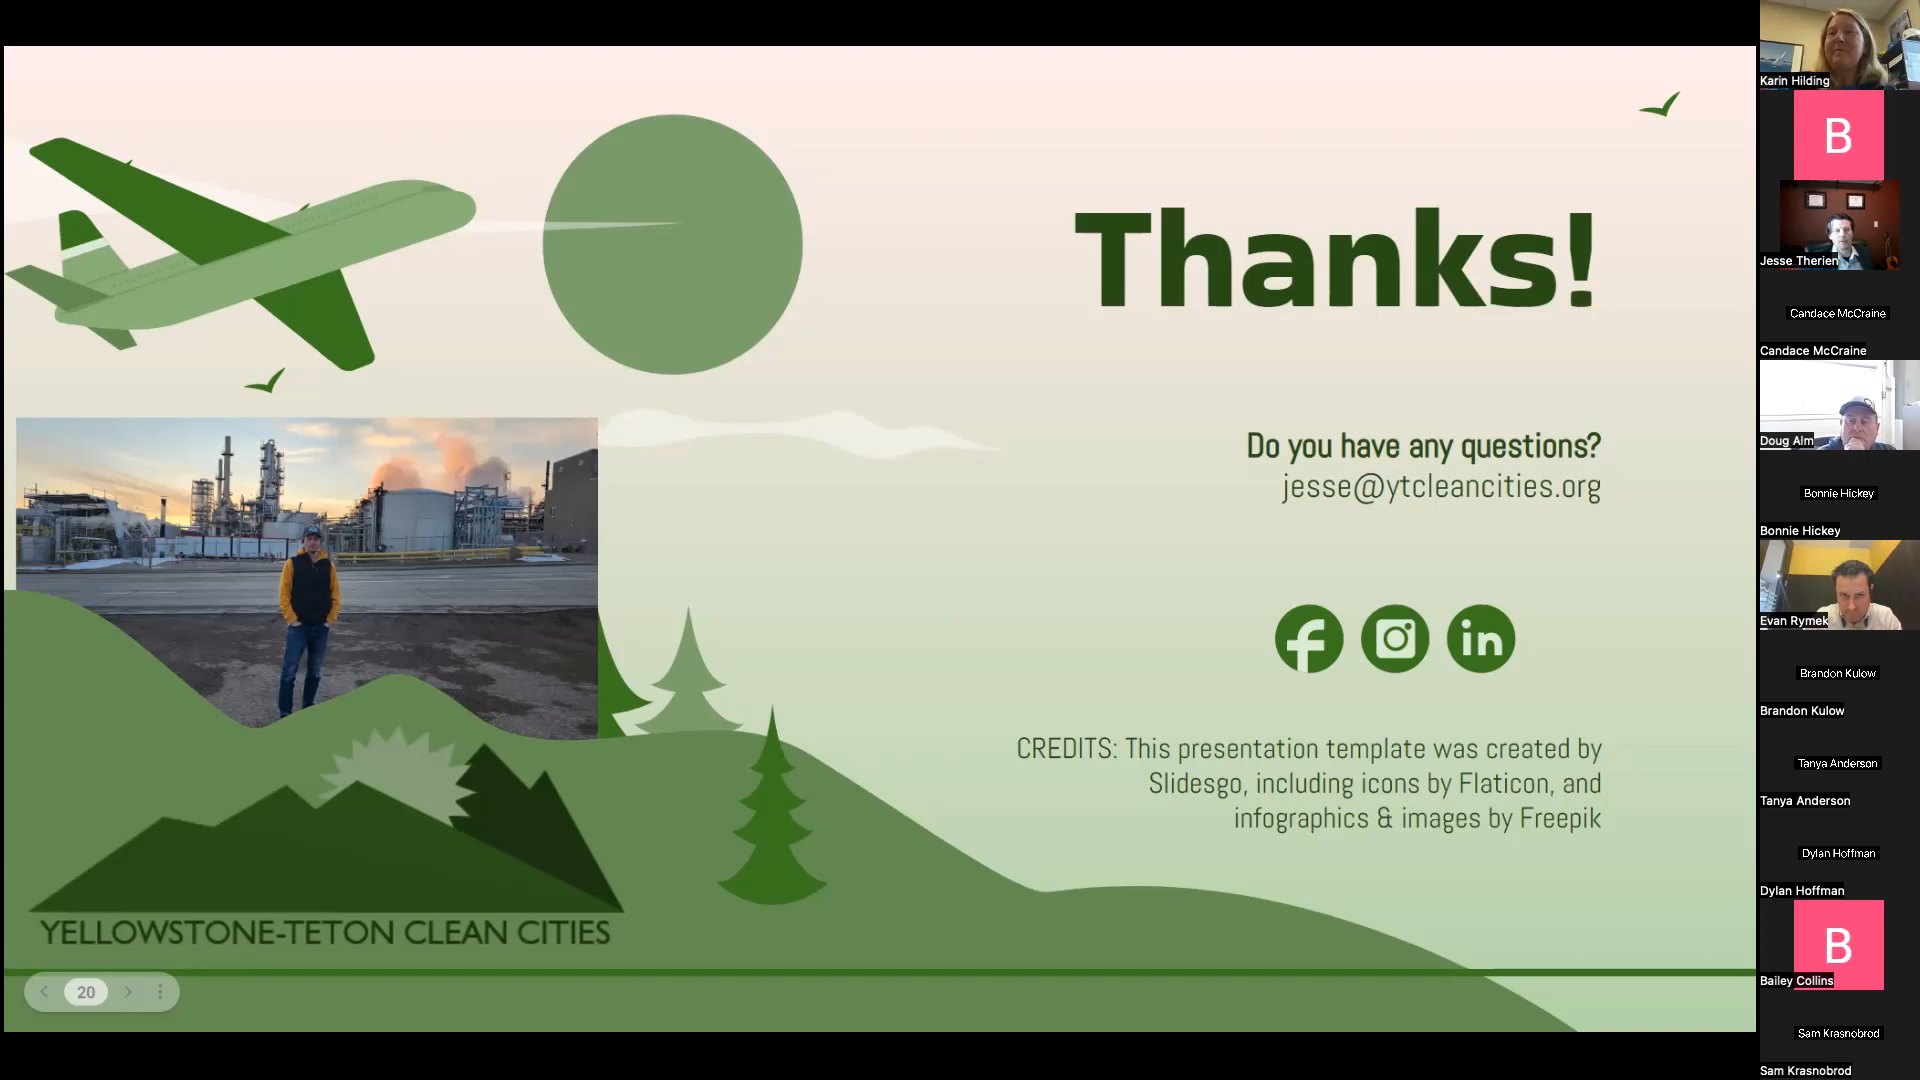 Thanks!
Do you have any questions?
jesse@ytcleancities.org
CREDITS: This presentation template was created by
Slidesgo, including icons by Flaticon, and
infographics & images by Freepik
YELLOWSTONE-TETON CLEAN CITIES
20
Karin Hilding
B
Jesse Therien
Candace McCraine
Candace McCraine
Doug Alm
Bonnie Hickey
Bonnie Hickey
Evan Rymek
Brandon Kulow
Brandon Kulow
Tanya Anderson
Tanya Anderson
Dylan Hoffman
Dylan Hoffman
B
Bailey Collins
Sam Krasnobrod
Sam Krasnobrod